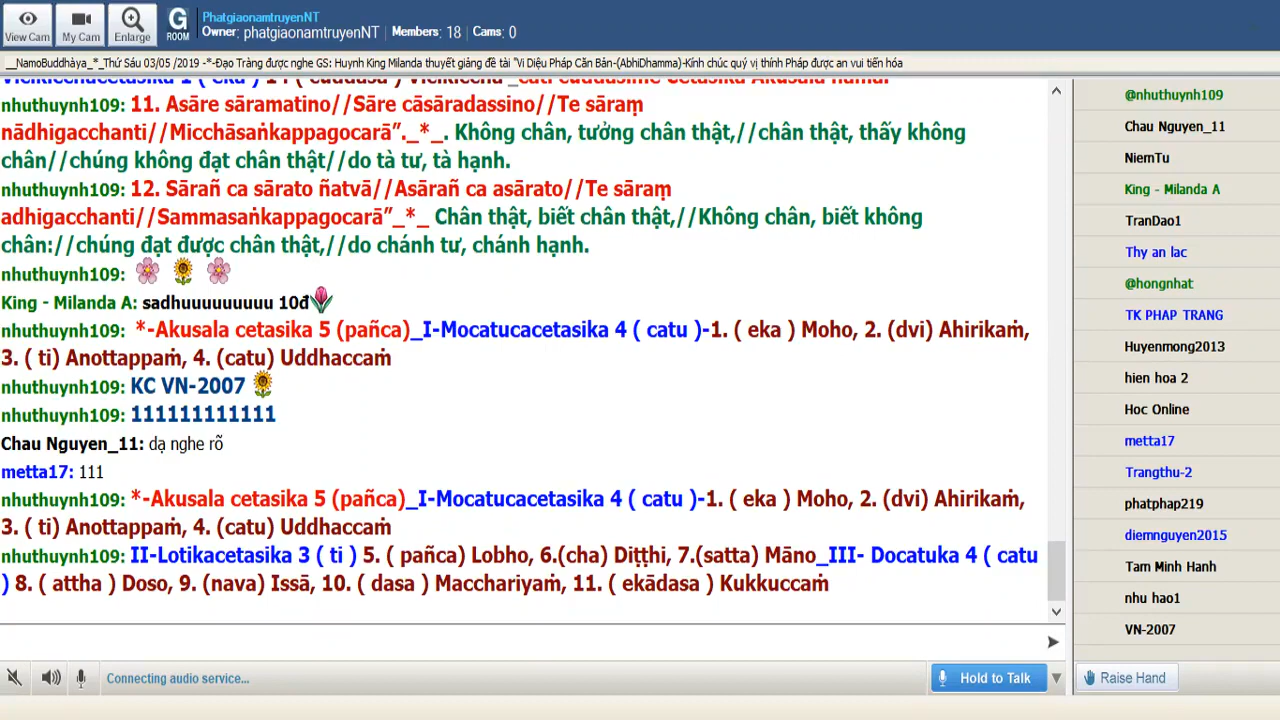 View Cam
My Cam
Enlarge
G
ROOM
PhatgiaonamtruyenNT
Owner: phatgiaonamtruyenNT Members: 18 Cams: 0
__NamoBuddhàya_*_Thứ Sáu 03/05 /2019 -*-Đạo Tràng được nghe GS: Huynh King Milanda thuyết giảng đề tài "Vi Diệu Pháp Căn Bản-(AbhiDhamma)-Kính chúc quý vị thính Pháp được an vui tiến hóa
nhuthuynh109: 11. Asāre sāramatino//Sāre cāsāradassino//Te sāraṃ
nādhigacchanti//Micchāsaṅkappagocarā”._*_. Không chân, tưởng chân thật,//chân thật, thấy không
chân//chúng không đạt chân thật//do tà tư, tà hạnh.
nhuthuynh109: 12. Sārañ ca sārato ñatvā//Asārañ ca asārato//Te sāraṃ
adhigacchanti//Sammasaṅkappagocarā”_*_ Chân thật, biết chân thật,//Không chân, biết không
chân://chúng đạt được chân thật,//do chánh tư, chánh hạnh.
nhuthuynh109:
King - Milanda A: sadhuuuuuuuuu 10đ
nhuthuynh109: *-Akusala cetasika 5 (pañca)_I-Mocatucacetasika 4 ( catu )-1. ( eka ) Moho, 2. (dvi) Ahirikaṁ,
3. ( ti) Anottappaṁ, 4. (catu) Uddhaccaṁ
nhuthuynh109: KC VN-2007
nhuthuynh109: 111111111111
Chau Nguyen_11: dạ nghe rõ
metta17: 111
nhuthuynh109: *-Akusala cetasika 5 (pañca)_I-Mocatucacetasika 4 ( catu )-1. ( eka ) Moho, 2. (dvi) Ahirikaṁ,
3. ( ti) Anottappaṁ, 4. (catu) Uddhaccaṁ
nhuthuynh109: II-Lotikacetasika 3 ( ti ) 5. ( pañca) Lobho, 6.(cha) Diṭṭhi, 7.(satta) Māno_III- Docatuka 4 ( catu
) 8. ( attha ) Doso, 9. (nava) Issā, 10. ( dasa ) Macchariyaṁ, 11. ( ekādasa ) Kukkuccaṁ
Connecting audio service...
Hold to Talk
@nhuthuynh109
Chau Nguyen_11
NiemTu
King - Milanda A
TranDao1
Thy an lac
@hongnhat
TK PHAP TRANG
Huyenmong2013
hien hoa 2
Hoc Online
metta17
Trangthu-2
phatphap219
diemnguyen2015
Tam Minh Hanh
nhu hao1
VN-2007
Raise Hand